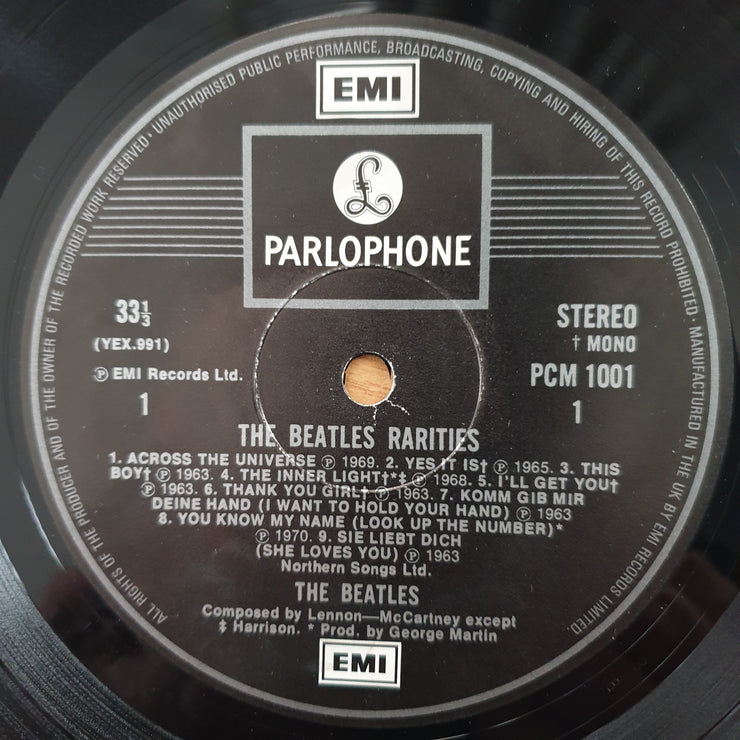 ALL RIGHTS OF THE PRODUCER AND OF THE OWNER OF THE RECORDED WORK RESERVED · UNAUTHORISED PUBLIC PERFORMANCE, BROADCASTING, COPYING AND HIRING OF THIS RECORD PROHIBITED · MANUFACTURED IN THE UK BY EMI RECORDS LIMITED.
EMI
£
PARLOPHONE
33⅓
(YEX.991)
℗ EMI Records Ltd.
1
STEREO
† MONO
PCM 1001
1
THE BEATLES RARITIES
1. ACROSS THE UNIVERSE ℗ 1969. 2. YES IT IS† ℗ 1965. 3. THIS
BOY† ℗ 1963. 4. THE INNER LIGHT†*‡ ℗ 1968. 5. I'LL GET YOU†
℗ 1963. 6. THANK YOU GIRL† ℗ 1963. 7. KOMM GIB MIR
DEINE HAND (I WANT TO HOLD YOUR HAND) ℗ 1963
8. YOU KNOW MY NAME (LOOK UP THE NUMBER)*
℗ 1970. 9. SIE LIEBT DICH
(SHE LOVES YOU) ℗ 1963
Northern Songs Ltd.
THE BEATLES
Composed by Lennon—McCartney except
‡ Harrison. * Prod. by George Martin
EMI